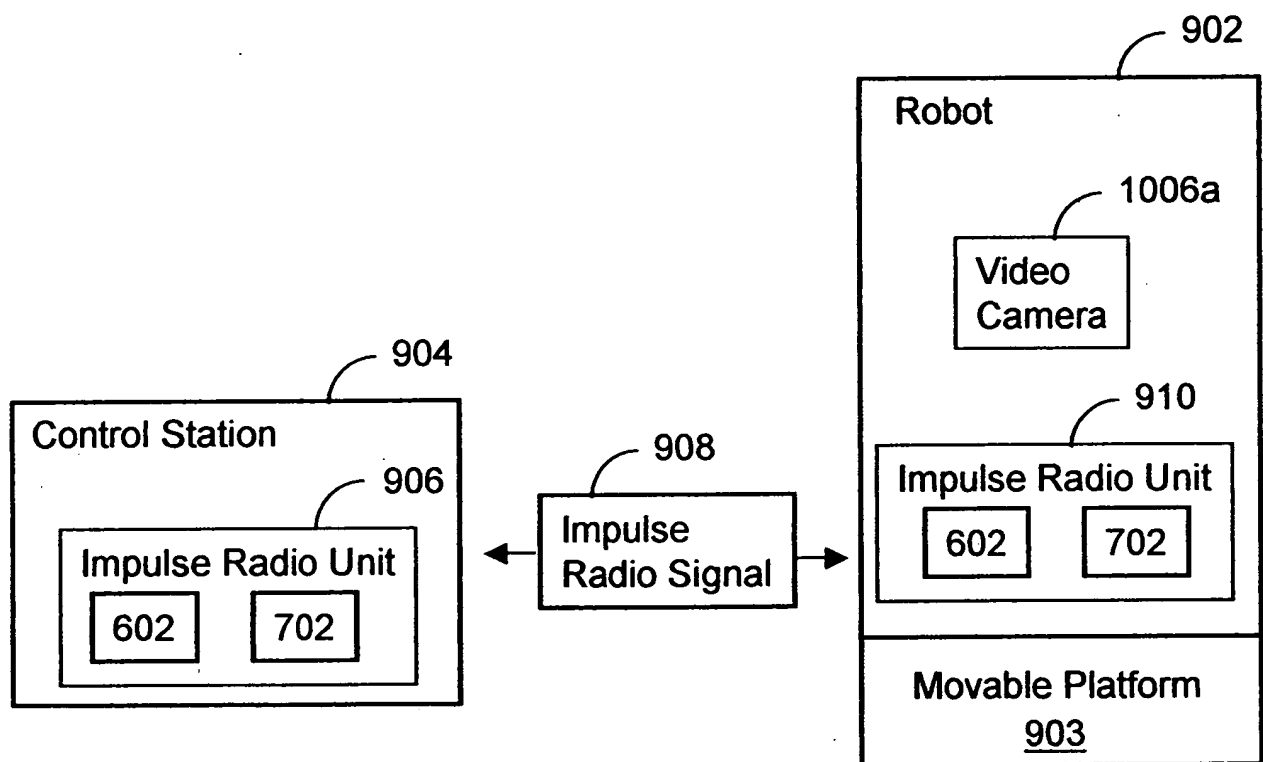 902
Robot
1006a
Video
Camera
904
Control Station
910
908
906
Impulse Radio Unit
602 702
Impulse
Radio Signal
Impulse Radio Unit
602 702
Movable Platform
903